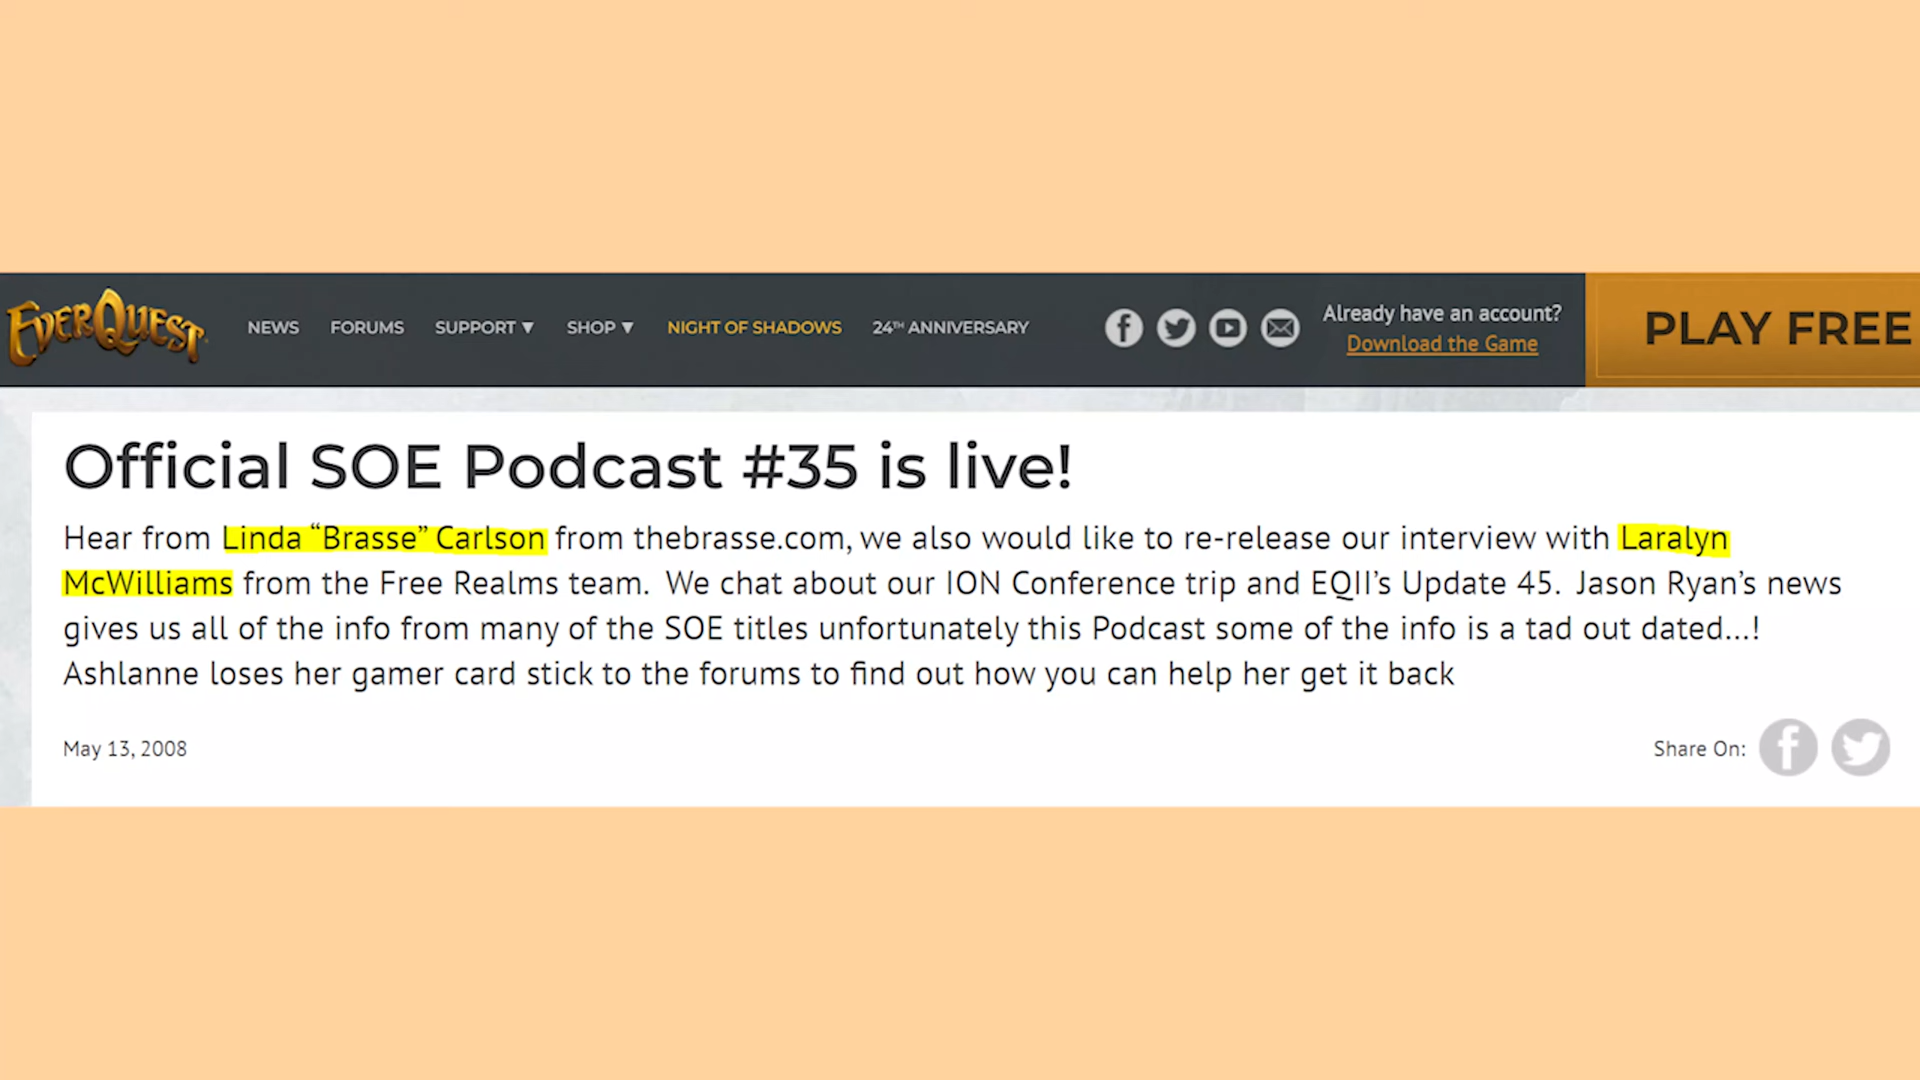 EVERQUEST
NEWS FORUMS SUPPORT ▼ SHOP ▼ NIGHT OF SHADOWS 24TH ANNIVERSARY
Already have an account?
Download the Game
PLAY FREE
Official SOE Podcast #35 is live!
Hear from Linda “Brasse” Carlson from thebrasse.com, we also would like to re-release our interview with Laralyn
McWilliams from the Free Realms team.  We chat about our ION Conference trip and EQII’s Update 45.  Jason Ryan’s news
gives us all of the info from many of the SOE titles unfortunately this Podcast some of the info is a tad out dated...!
Ashlanne loses her gamer card stick to the forums to find out how you can help her get it back
May 13, 2008
Share On: